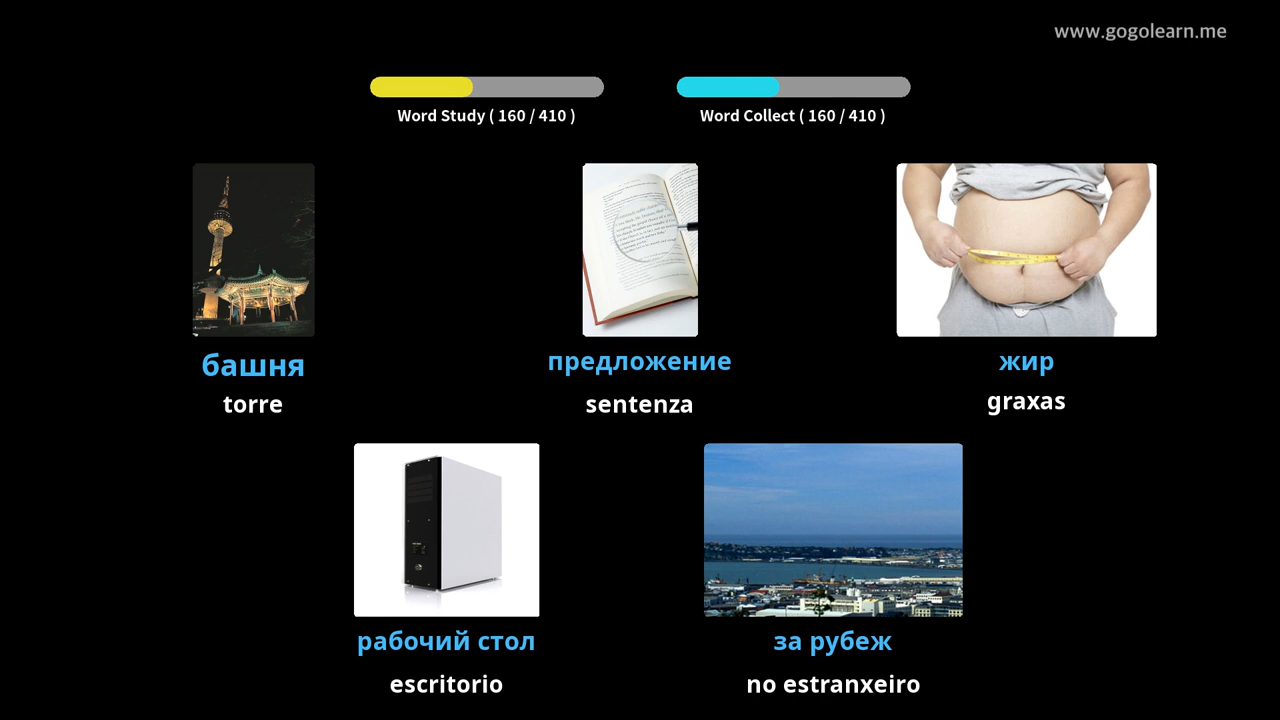 www.gogolearn.me
Word Study ( 160 / 410 )
Word Collect ( 160 / 410 )
башня
предложение
жир
torre
sentenza
graxas
рабочий стол
за рубеж
escritorio
no estranxeiro